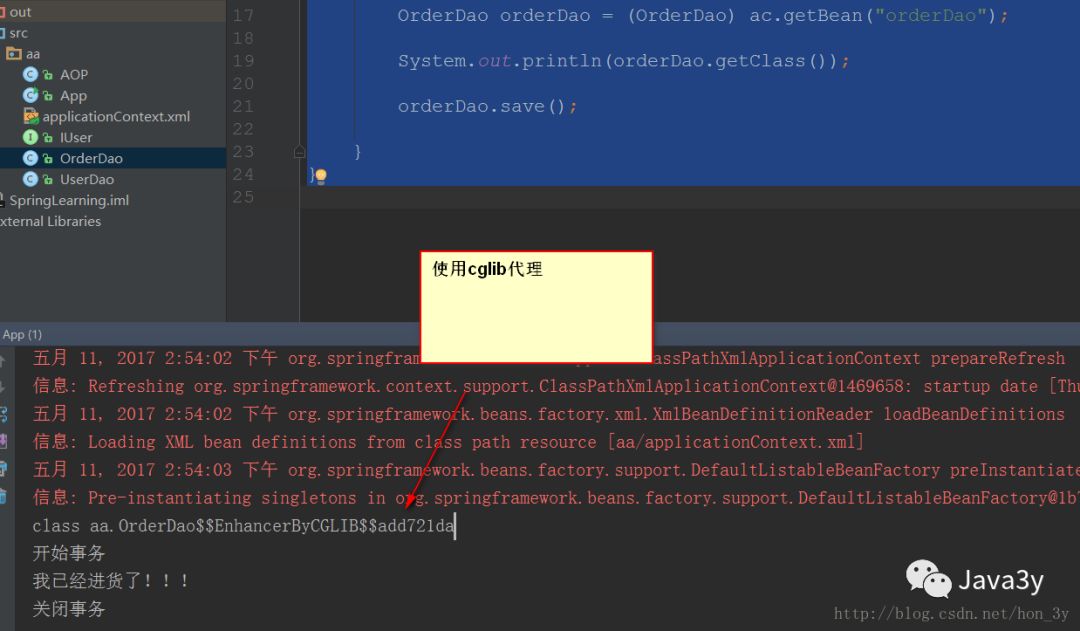 out
src
aa
AOP
App
applicationContext.xml
IUser
OrderDao
UserDao
SpringLearning.iml
xternal Libraries
17 OrderDao orderDao = (OrderDao) ac.getBean("orderDao");
18
19 System.out.println(orderDao.getClass());
20
21 orderDao.save();
22
23 }
24 }
25
使用cglib代理
App (1)
五月 11, 2017 2:54:02 下午 org.springfram assPathXmlApplicationContext prepareRefresh
信息: Refreshing org.springframework.context.support.ClassPathXmlApplicationContext@1469658: startup date [Thu
五月 11, 2017 2:54:02 下午 org.springframework.beans.factory.xml.XmlBeanDefinitionReader loadBeanDefinitions
信息: Loading XML bean definitions from class path resource [aa/applicationContext.xml]
五月 11, 2017 2:54:03 下午 org.springframework.beans.factory.support.DefaultListableBeanFactory preInstantiate
信息: Pre-instantiating singletons in org.springframework.beans.factory.support.DefaultListableBeanFactory@1b7
class aa.OrderDao$$EnhancerByCGLIB$$add721da
开始事务
我已经进货了！！！
关闭事务
Java3y
http://blog.csdn.net/hon_3y